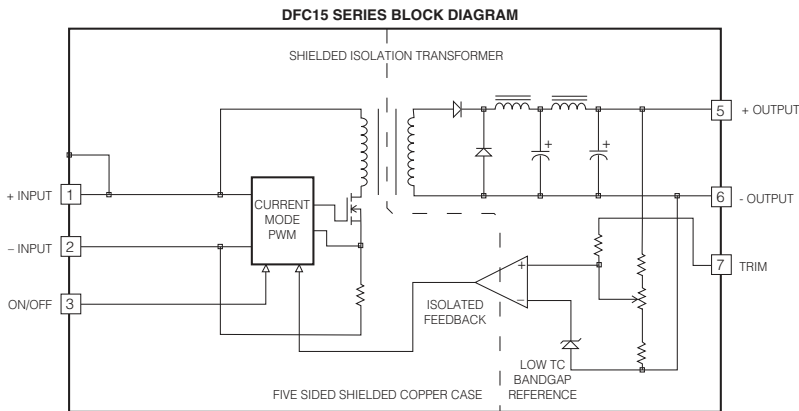 DFC15 SERIES BLOCK DIAGRAM
SHIELDED ISOLATION TRANSFORMER
5 + OUTPUT
+ INPUT 1
CURRENT
MODE
PWM
6 - OUTPUT
– INPUT 2
7 TRIM
ON/OFF 3
+
+
+
–
ISOLATED
FEEDBACK
LOW TC
BANDGAP
REFERENCE
FIVE SIDED SHIELDED COPPER CASE